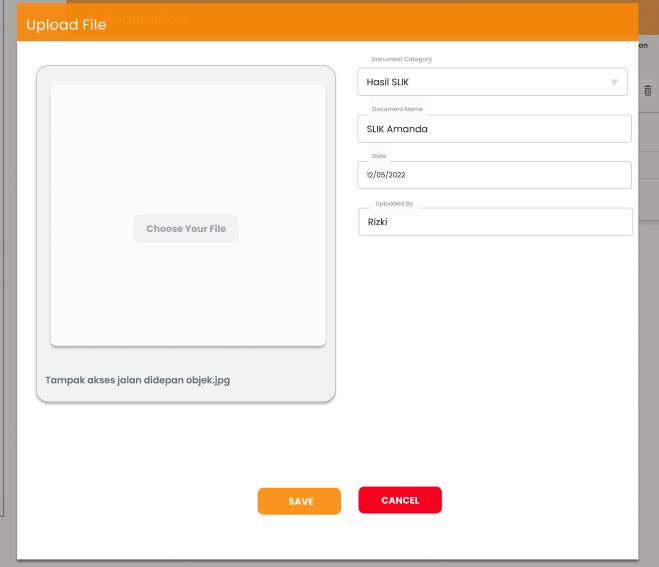 Upload File
Document Category
Hasil SLIK
Document Name
SLIK Amanda
Date
12/05/2022
Uploaded By
Rizki
Choose Your File
Tampak akses jalan didepan objek.jpg
SAVE
CANCEL
on